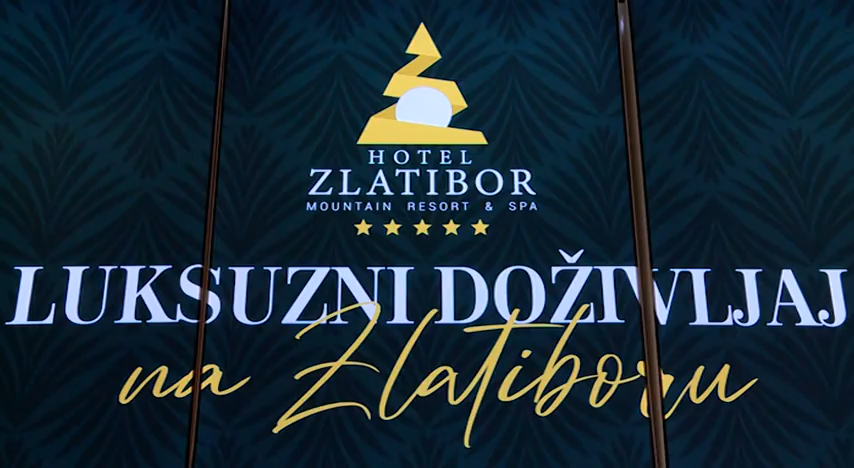 HOTEL
ZLATIBOR
MOUNTAIN RESORT & SPA
LUKSUZNI DOŽIVLJAJ
na Zlatiboru